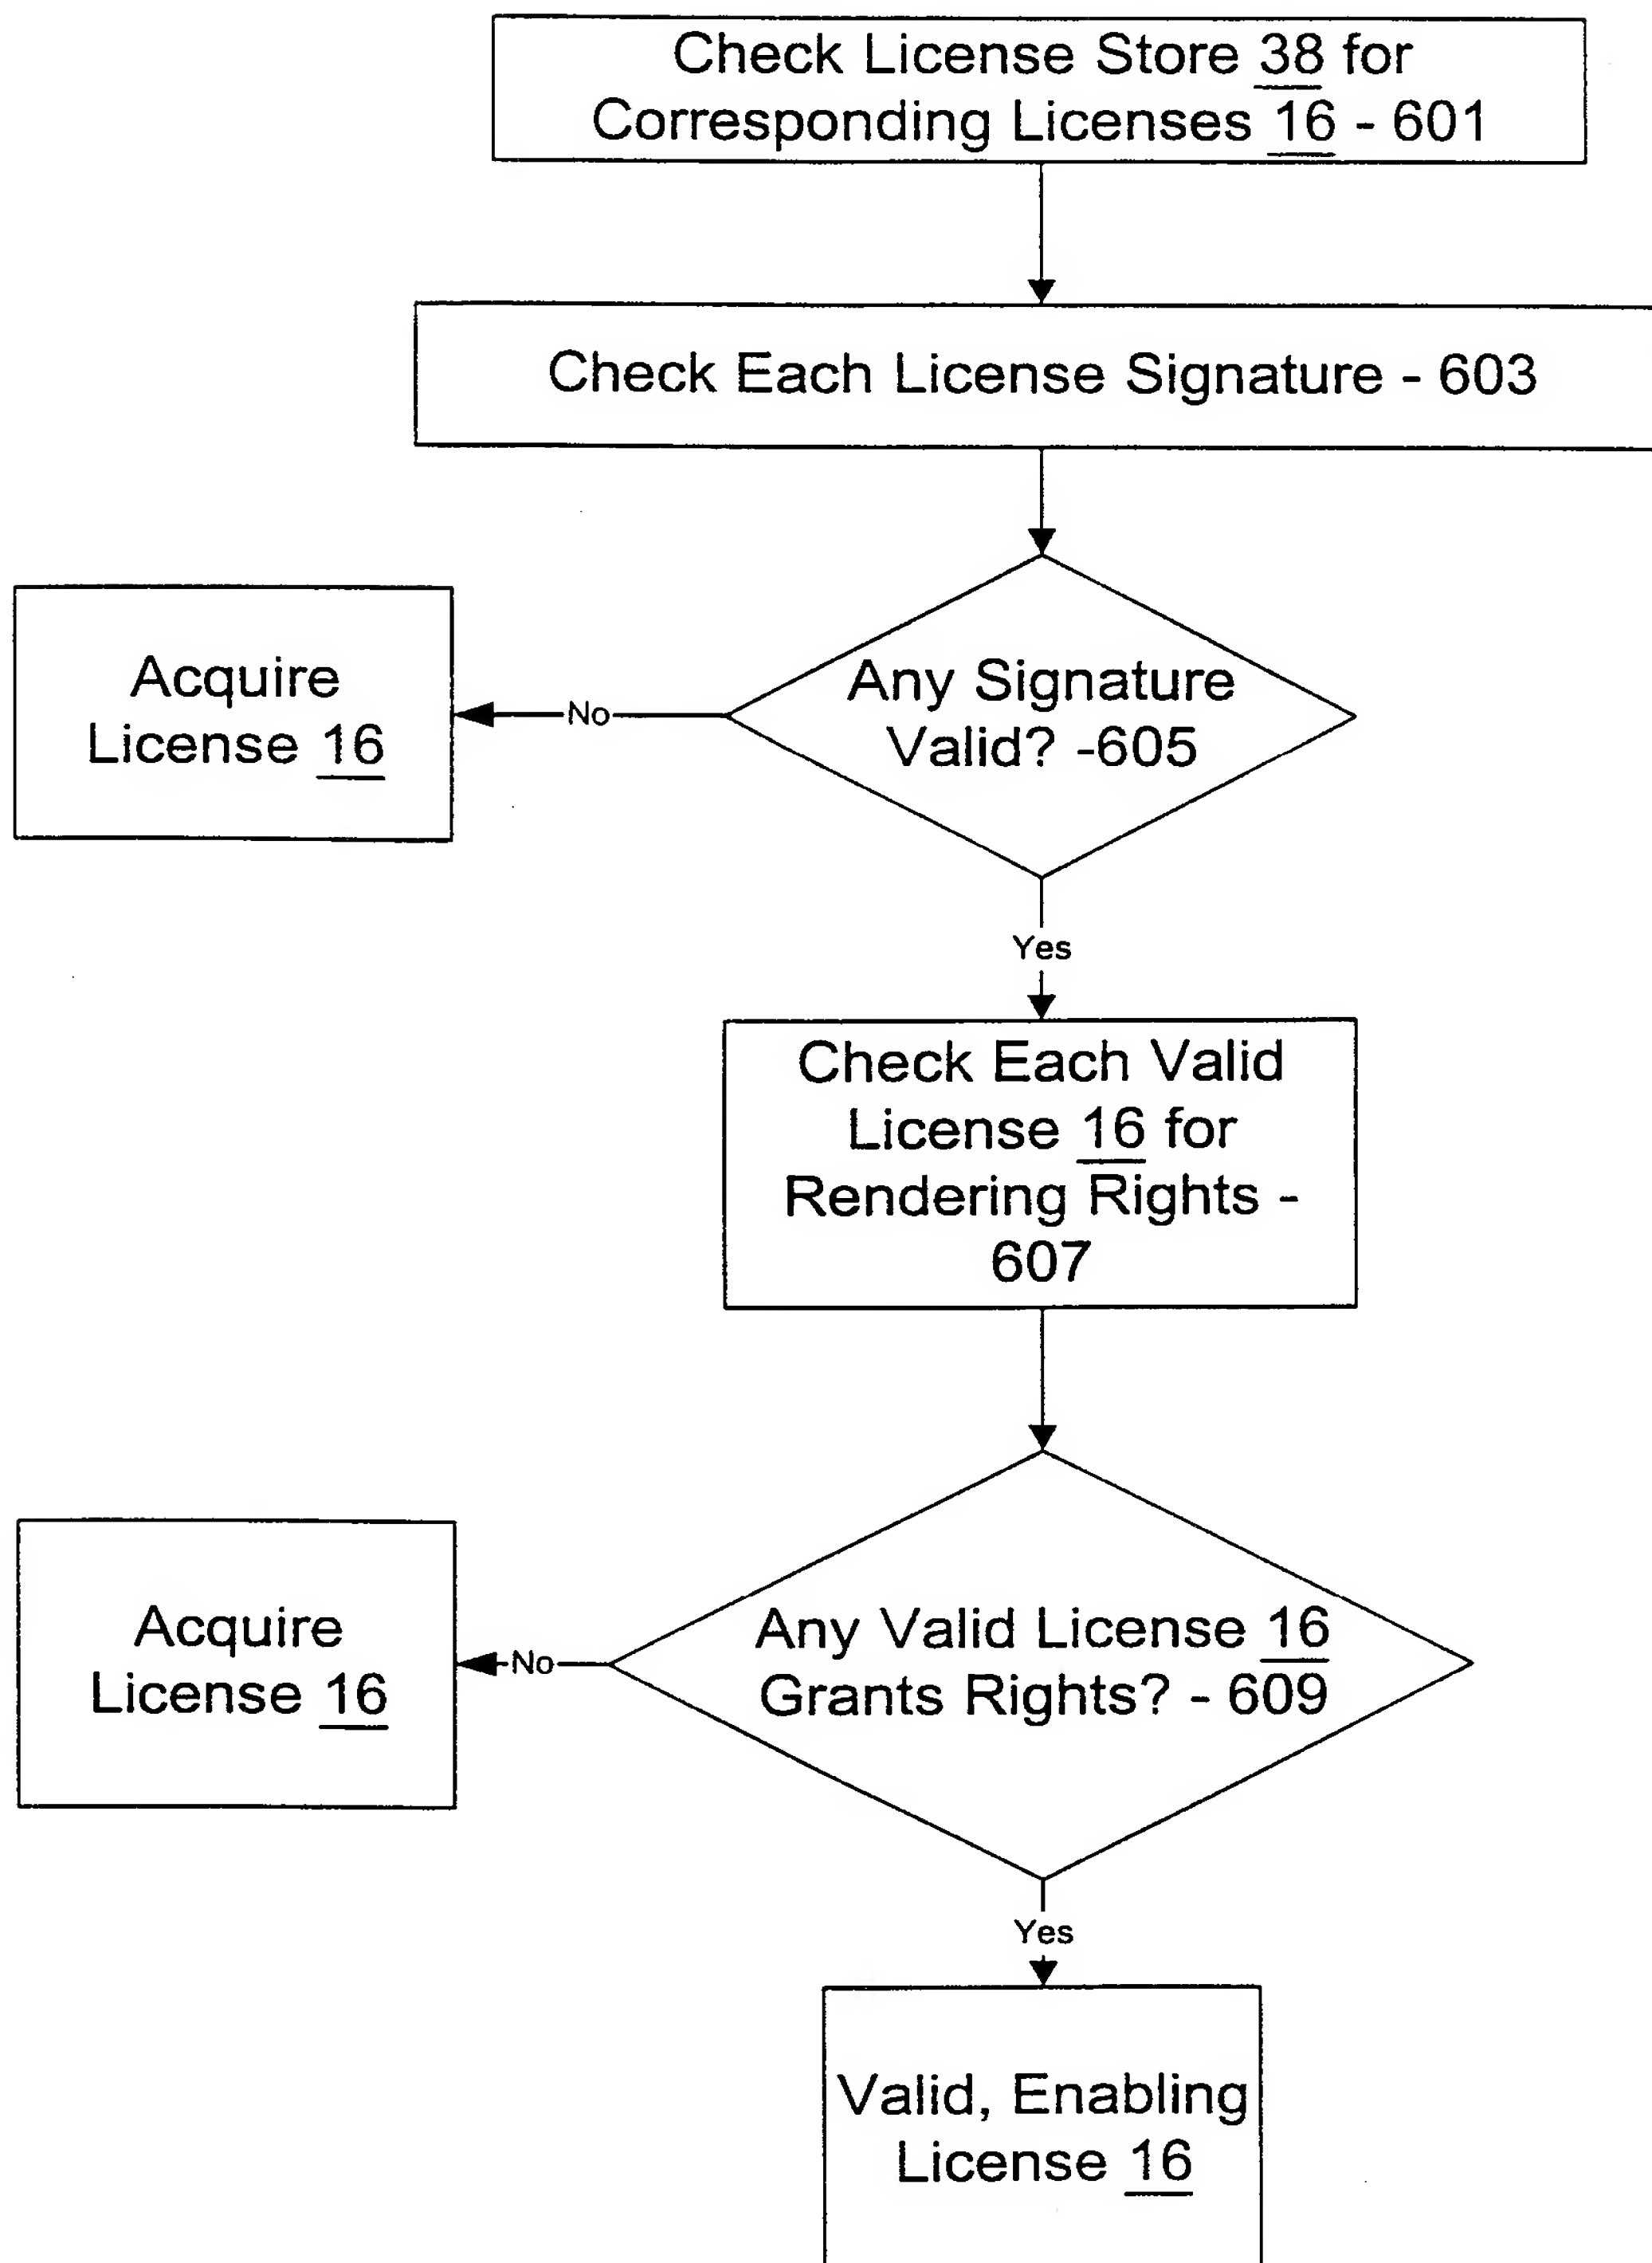 Check License Store 38 for
Corresponding Licenses 16 - 601
Check Each License Signature - 603
Any Signature
Valid? -605
No
Acquire
License 16
Yes
Check Each Valid
License 16 for
Rendering Rights -
607
Any Valid License 16
Grants Rights? - 609
No
Acquire
License 16
Yes
Valid, Enabling
License 16